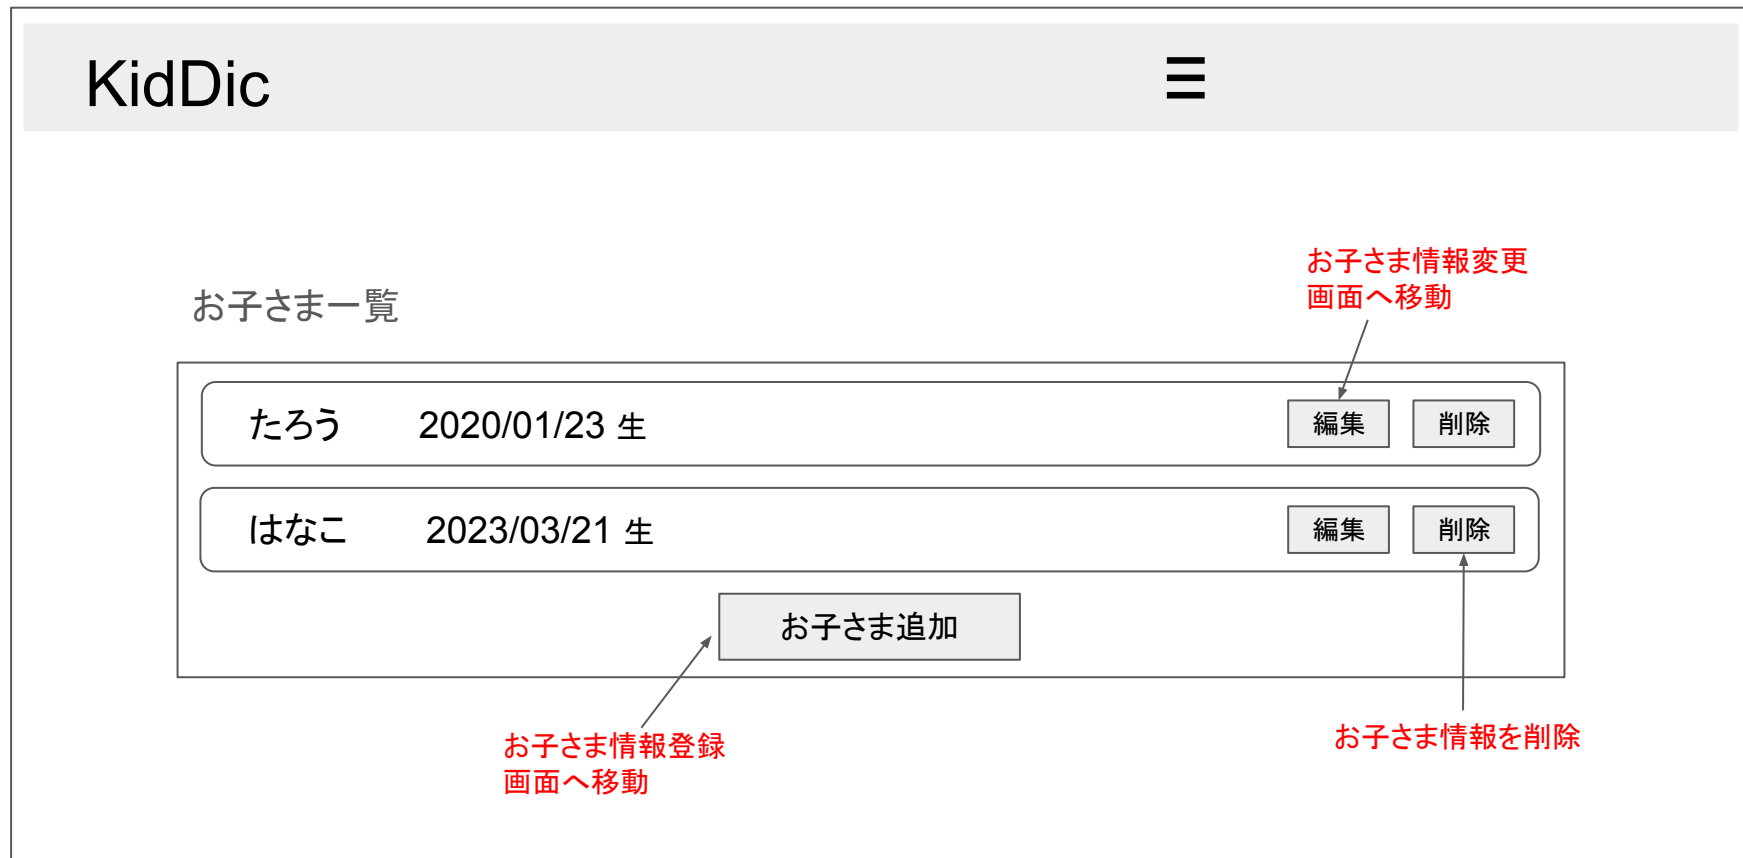 KidDic
お子さま情報変更
画面へ移動
お子さま一覧
たろう 2020/01/23 生 編集 削除
はなこ 2023/03/21 生 編集 削除
お子さま追加
お子さま情報登録
画面へ移動
お子さま情報を削除